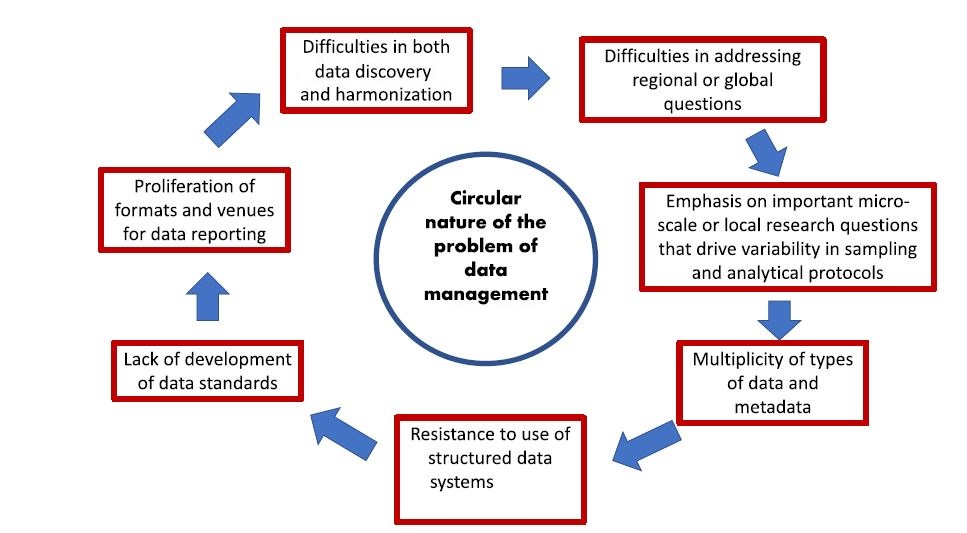 Difficulties in both
data discovery
and harmonization
Difficulties in addressing
regional or global
questions
Emphasis on important micro-
scale or local research questions
that drive variability in sampling
and analytical protocols
Multiplicity of types
of data and
metadata
Resistance to use of
structured data
systems
Lack of development
of data standards
Proliferation of
formats and venues
for data reporting
Circular
nature of the
problem of
data
management